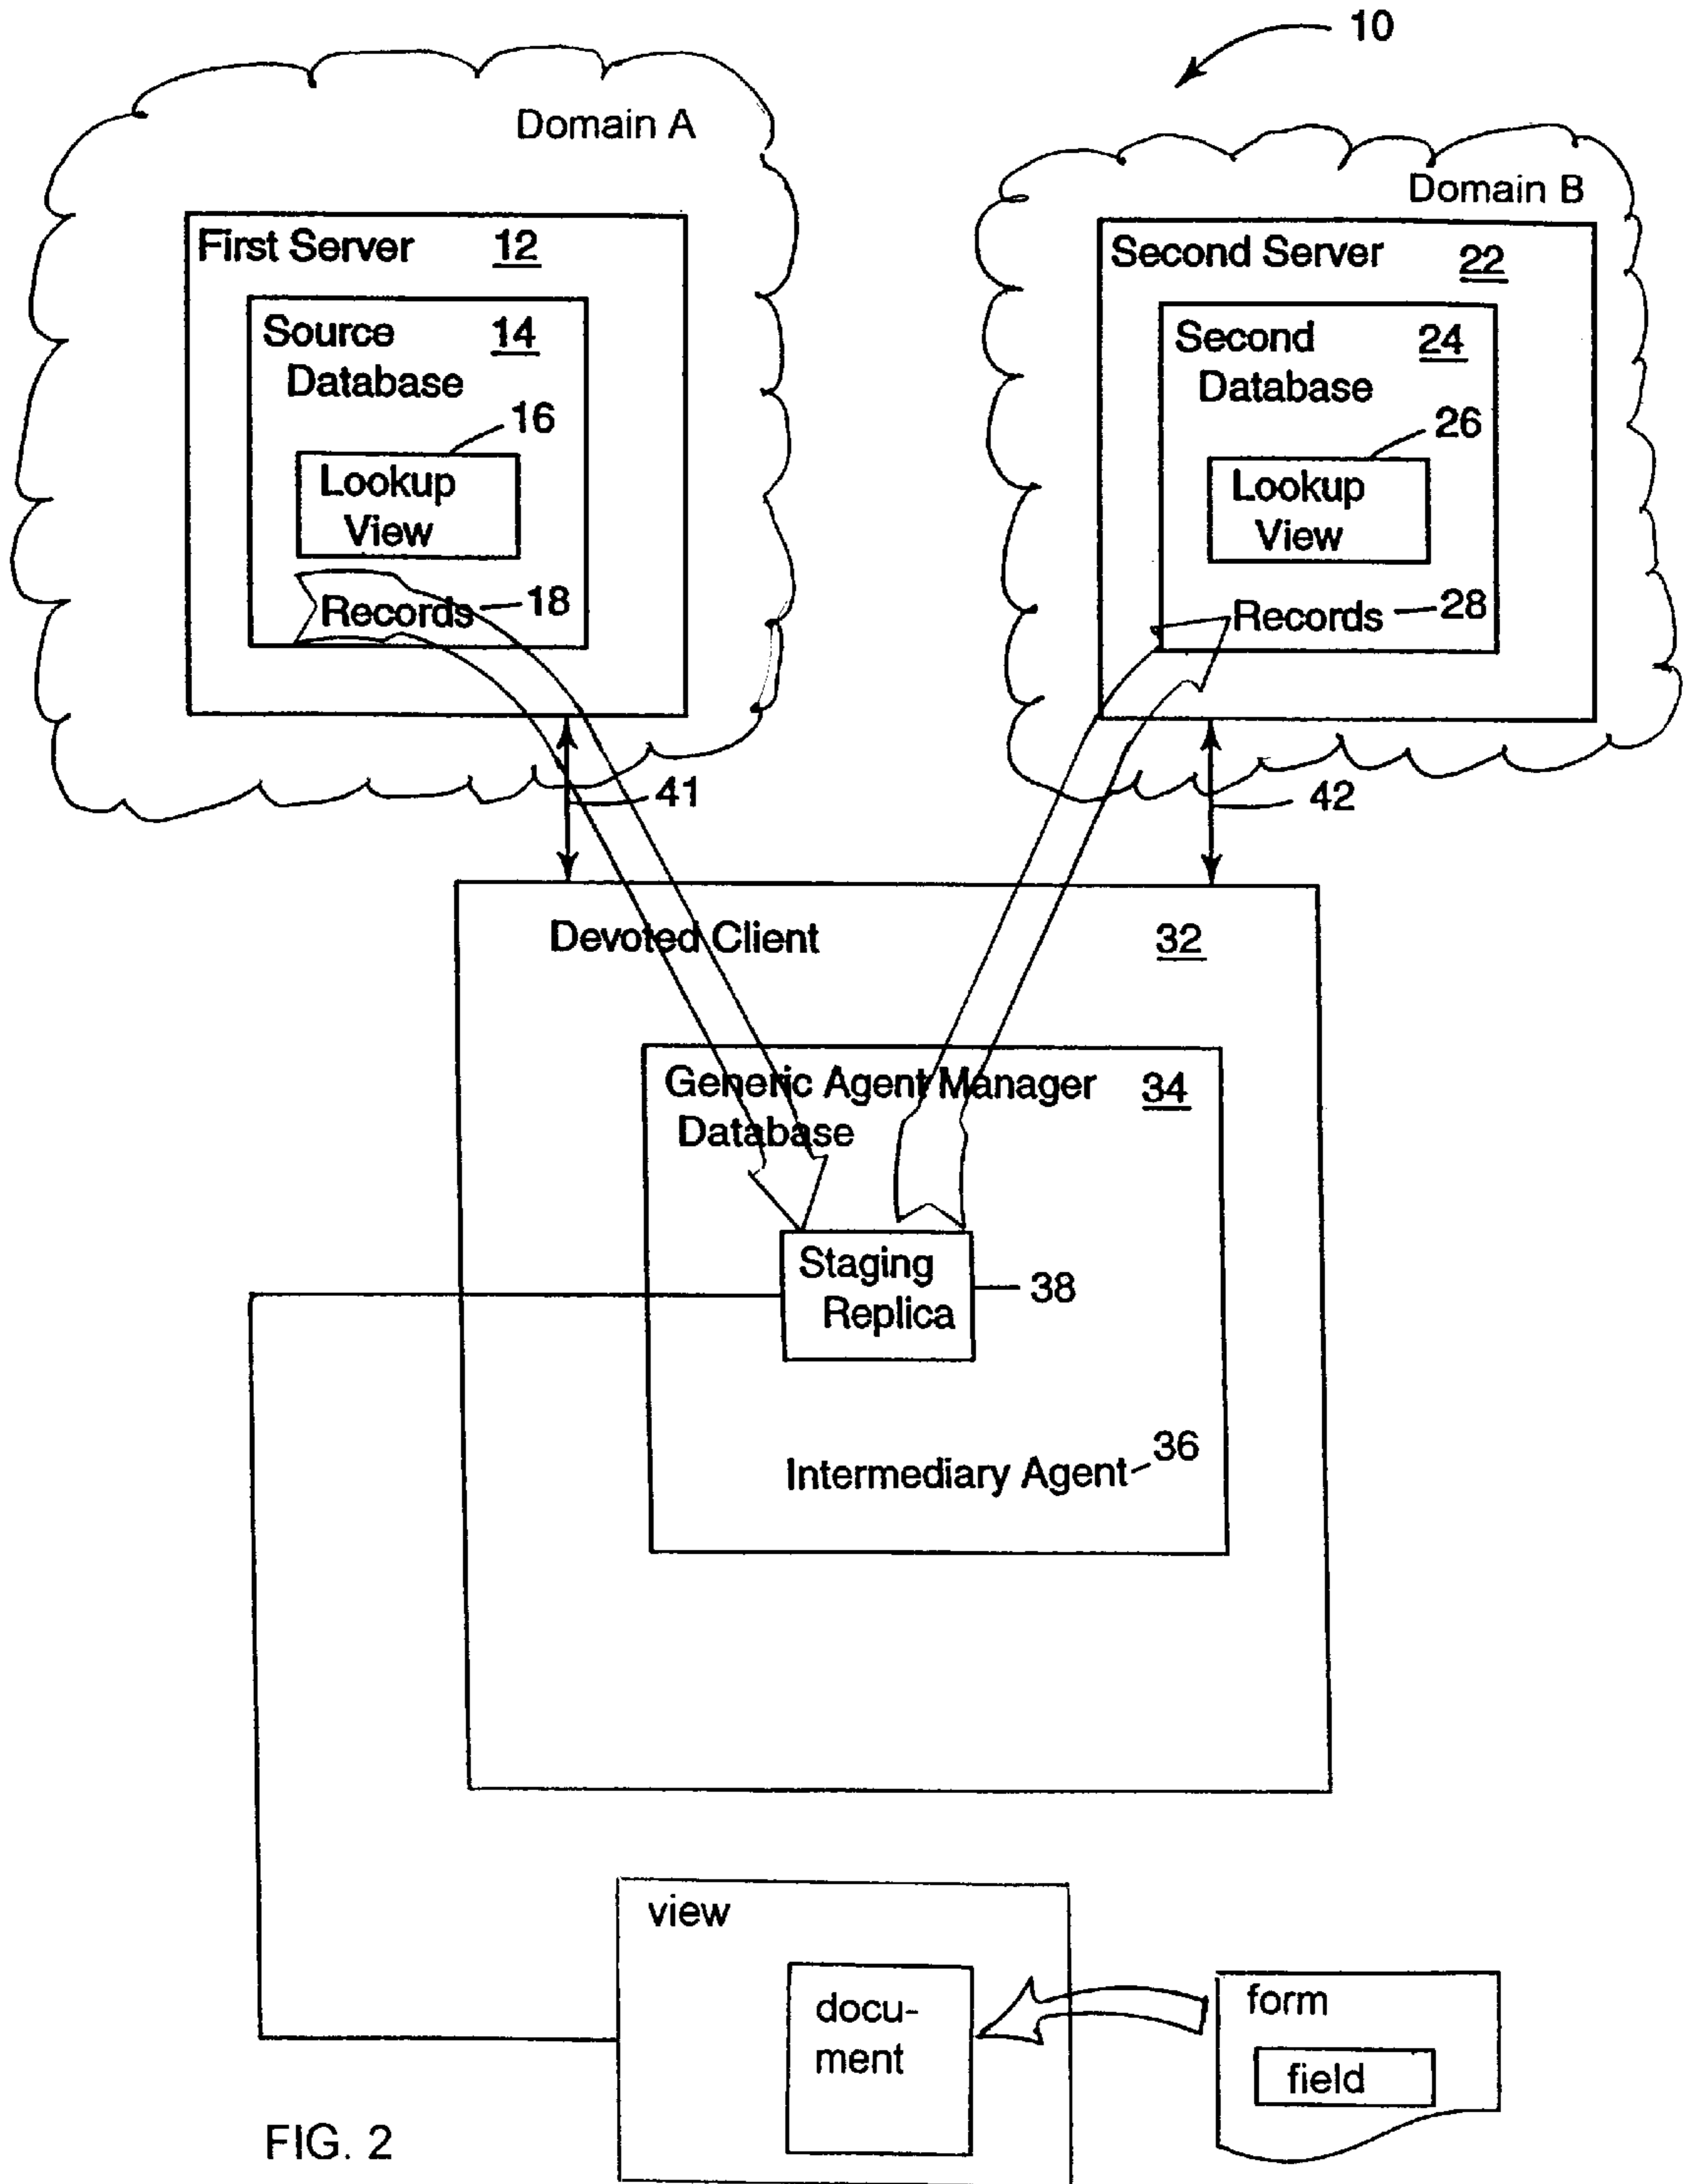 10
Domain A
Domain B
First Server 12
Source 14
Database
16
Lookup
View
Records 18
Second Server 22
Second 24
Database
26
Lookup
View
Records 28
41
42
Devoted Client 32
Generic Agent Manager 34
Database
Staging
Replica
38
Intermediary Agent 36
view
docu-
ment
form
field
FIG. 2